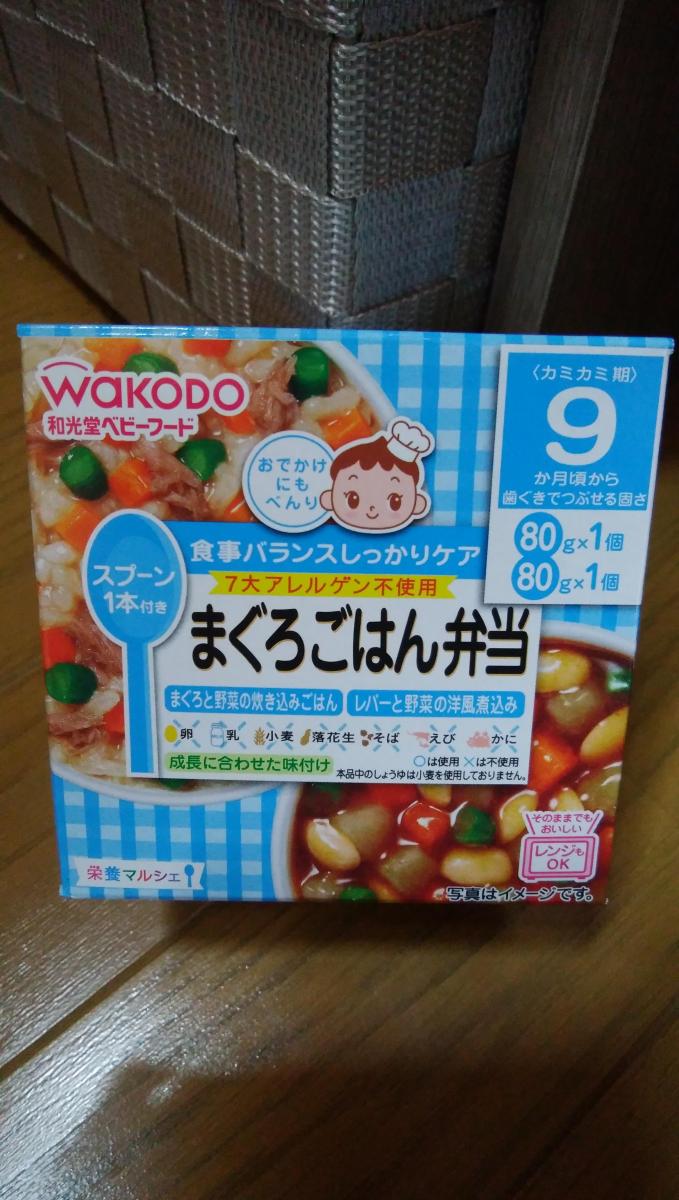 WAKODO
和光堂ベビーフード
おでかけ
にも
べんり
〈カミカミ期〉
9
か月頃から
歯ぐきでつぶせる固さ
80g×1個
80g×1個
スプーン
1本付き
食事バランスしっかりケア
7大アレルゲン不使用
まぐろごはん弁当
まぐろと野菜の炊き込みごはん
レバーと野菜の洋風煮込み
卵 乳 小麦 落花生 そば えび かに
○は使用 ×は不使用
成長に合わせた味付け
本品中のしょうゆは小麦を使用しておりません。
そのままでも
おいしい
レンジも
OK
栄養マルシェ
写真はイメージです。